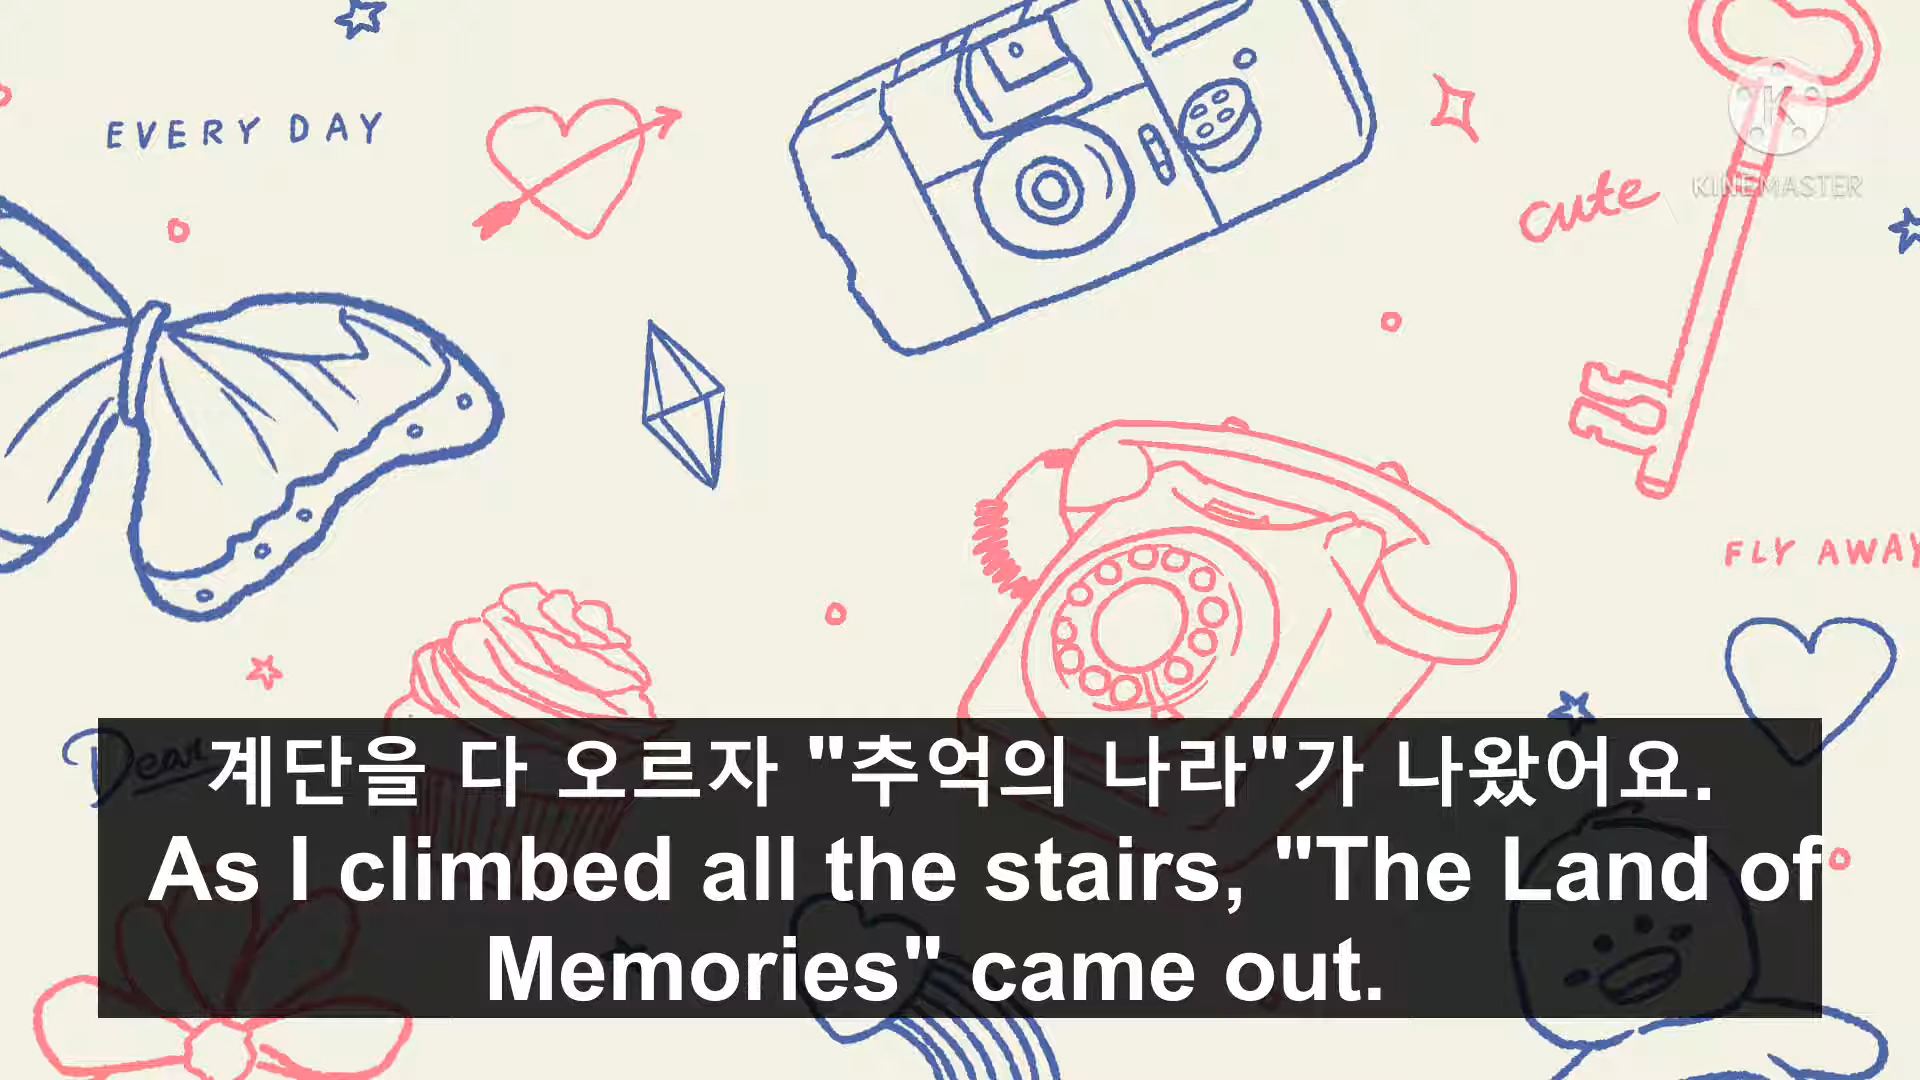 EVERY DAY
cute
KINEMASTER
FLY AWAY
Dear
계단을 다 오르자 "추억의 나라"가 나왔어요.
As I climbed all the stairs, "The Land of
Memories" came out.